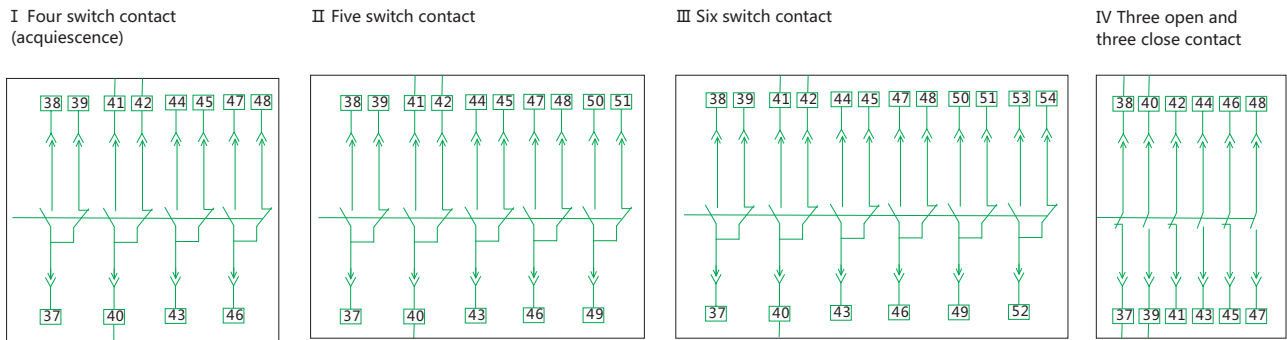 Ⅰ Four switch contact
(acquiescence)
Ⅱ Five switch contact
Ⅲ Six switch contact
Ⅳ Three open and
three close contact
38 39 41 42 44 45 47 48
37 40 43 46
38 39 41 42 44 45 47 48 50 51
37 40 43 46 49
38 39 41 42 44 45 47 48 50 51 53 54
37 40 43 46 49 52
38 40 42 44 46 48
37 39 41 43 45 47